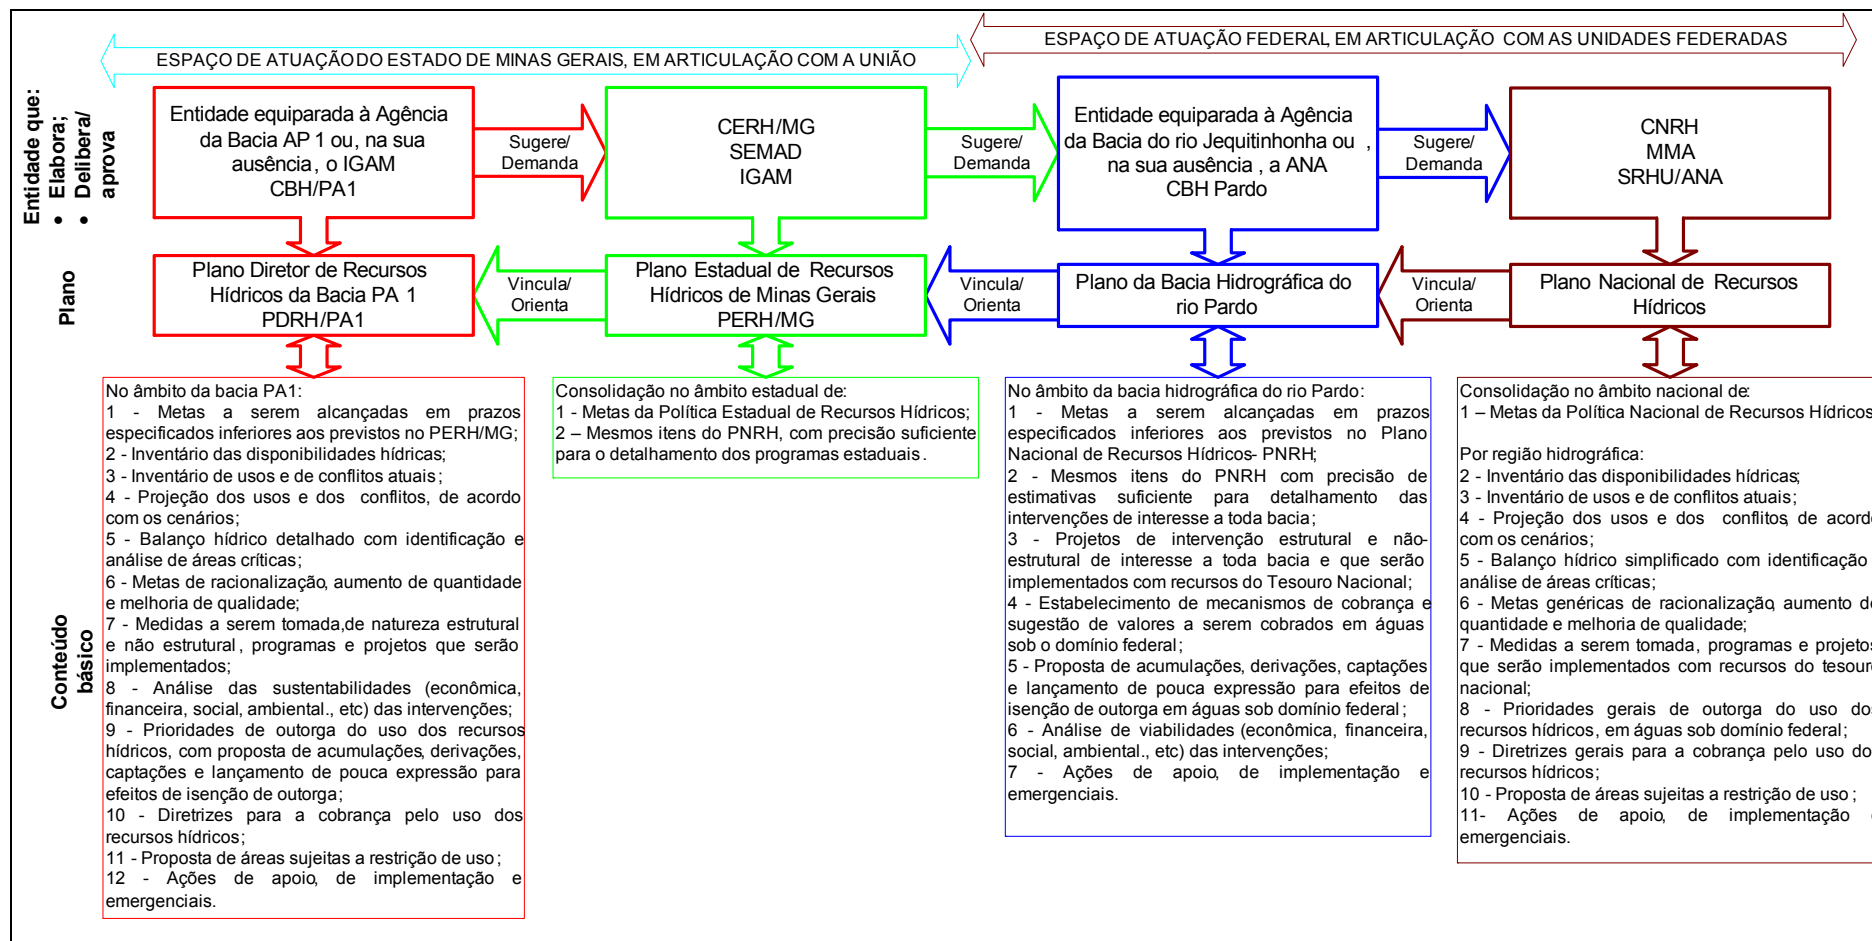 ESPAÇO DE ATUAÇÃO DO ESTADO DE MINAS GERAIS, EM ARTICULAÇÃO COM A UNIÃO
ESPAÇO DE ATUAÇÃO FEDERAL, EM ARTICULAÇÃO COM AS UNIDADES FEDERADAS
Entidade que:
• Elabora;
• Delibera/
aprova
Entidade equiparada à Agência
da Bacia AP 1 ou, na sua
ausência, o IGAM
CBH/PA1
Sugere/
Demanda
CERH/MG
SEMAD
IGAM
Sugere/
Demanda
Entidade equiparada à Agência
da Bacia do rio Jequitinhonha ou ,
na sua ausência , a ANA
CBH Pardo
Sugere/
Demanda
CNRH
MMA
SRHU/ANA
Plano
Plano Diretor de Recursos
Hídricos da Bacia PA 1
PDRH/PA1
Vincula/
Orienta
Plano Estadual de Recursos
Hídricos de Minas Gerais
PERH/MG
Vincula/
Orienta
Plano da Bacia Hidrográfica do
rio Pardo
Vincula/
Orienta
Plano Nacional de Recursos
Hídricos
Conteúdo
básico
No âmbito da bacia PA1:
1 - Metas a serem alcançadas em prazos
especificados inferiores aos previstos no PERH/MG;
2 - Inventário das disponibilidades hídricas;
3 - Inventário de usos e de conflitos atuais;
4 - Projeção dos usos e dos conflitos, de acordo
com os cenários;
5 - Balanço hídrico detalhado com identificação e
análise de áreas críticas;
6 - Metas de racionalização, aumento de quantidade
e melhoria de qualidade;
7 - Medidas a serem tomada,de natureza estrutural
e não estrutural, programas e projetos que serão
implementados;
8 - Análise das sustentabilidades (econômica,
financeira, social, ambiental., etc) das intervenções;
9 - Prioridades de outorga do uso dos recursos
hídricos, com proposta de acumulações, derivações,
captações e lançamento de pouca expressão para
efeitos de isenção de outorga;
10 - Diretrizes para a cobrança pelo uso dos
recursos hídricos;
11 - Proposta de áreas sujeitas a restrição de uso;
12 - Ações de apoio, de implementação e
emergenciais.
Consolidação no âmbito estadual de:
1 - Metas da Política Estadual de Recursos Hídricos;
2 – Mesmos itens do PNRH, com precisão suficiente
para o detalhamento dos programas estaduais.
No âmbito da bacia hidrográfica do rio Pardo:
1 - Metas a serem alcançadas em prazos
especificados inferiores aos previstos no Plano
Nacional de Recursos Hídricos- PNRH;
2 - Mesmos itens do PNRH com precisão de
estimativas suficiente para detalhamento das
intervenções de interesse a toda bacia;
3 - Projetos de intervenção estrutural e não-
estrutural de interesse a toda bacia e que serão
implementados com recursos do Tesouro Nacional;
4 - Estabelecimento de mecanismos de cobrança e
sugestão de valores a serem cobrados em águas
sob o domínio federal;
5 - Proposta de acumulações, derivações, captações
e lançamento de pouca expressão para efeitos de
isenção de outorga em águas sob domínio federal;
6 - Análise de viabilidades (econômica, financeira,
social, ambiental., etc) das intervenções;
7 - Ações de apoio, de implementação e
emergenciais.
Consolidação no âmbito nacional de:
1 – Metas da Política Nacional de Recursos Hídricos
Por região hidrográfica:
2 - Inventário das disponibilidades hídricas;
3 - Inventário de usos e de conflitos atuais;
4 - Projeção dos usos e dos conflitos, de acordo
com os cenários;
5 - Balanço hídrico simplificado com identificação
análise de áreas críticas;
6 - Metas genéricas de racionalização, aumento de
quantidade e melhoria de qualidade;
7 - Medidas a serem tomada, programas e projetos
que serão implementados com recursos do tesouro
nacional;
8 - Prioridades gerais de outorga do uso dos
recursos hídricos, em águas sob domínio federal;
9 - Diretrizes gerais para a cobrança pelo uso dos
recursos hídricos;
10 - Proposta de áreas sujeitas a restrição de uso ;
11- Ações de apoio, de implementação e
emergenciais.